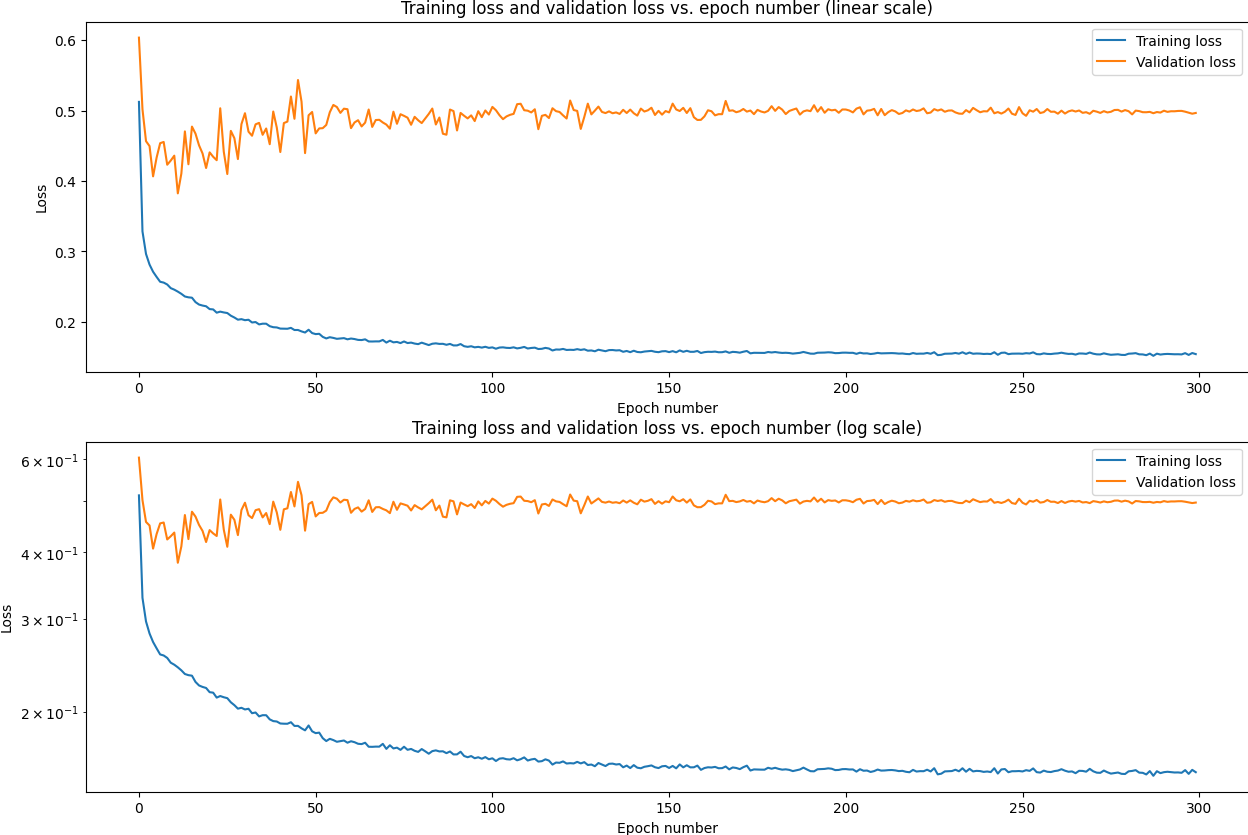 Training loss and validation loss vs. epoch number (linear scale)
Training loss
Validation loss
0.6
0.5
0.4
0.3
0.2
Loss
0 50 100 150 200 250 300
Epoch number
Training loss and validation loss vs. epoch number (log scale)
Training loss
Validation loss
6 × 10⁻¹
4 × 10⁻¹
3 × 10⁻¹
2 × 10⁻¹
Loss
0 50 100 150 200 250 300
Epoch number